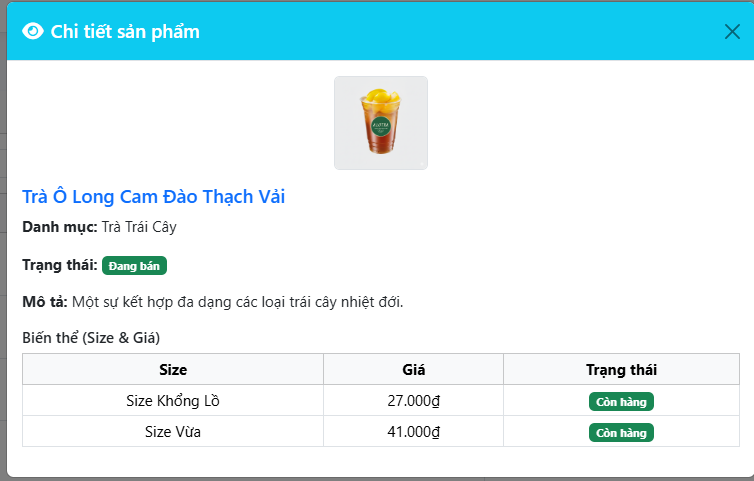 Chi tiết sản phẩm
Trà Ô Long Cam Đào Thạch Vải
Danh mục: Trà Trái Cây
Trạng thái: Đang bán
Mô tả: Một sự kết hợp đa dạng các loại trái cây nhiệt đới.
Biến thể (Size & Giá)
Size Giá Trạng thái
Size Khổng Lồ 27.000₫ Còn hàng
Size Vừa 41.000₫ Còn hàng